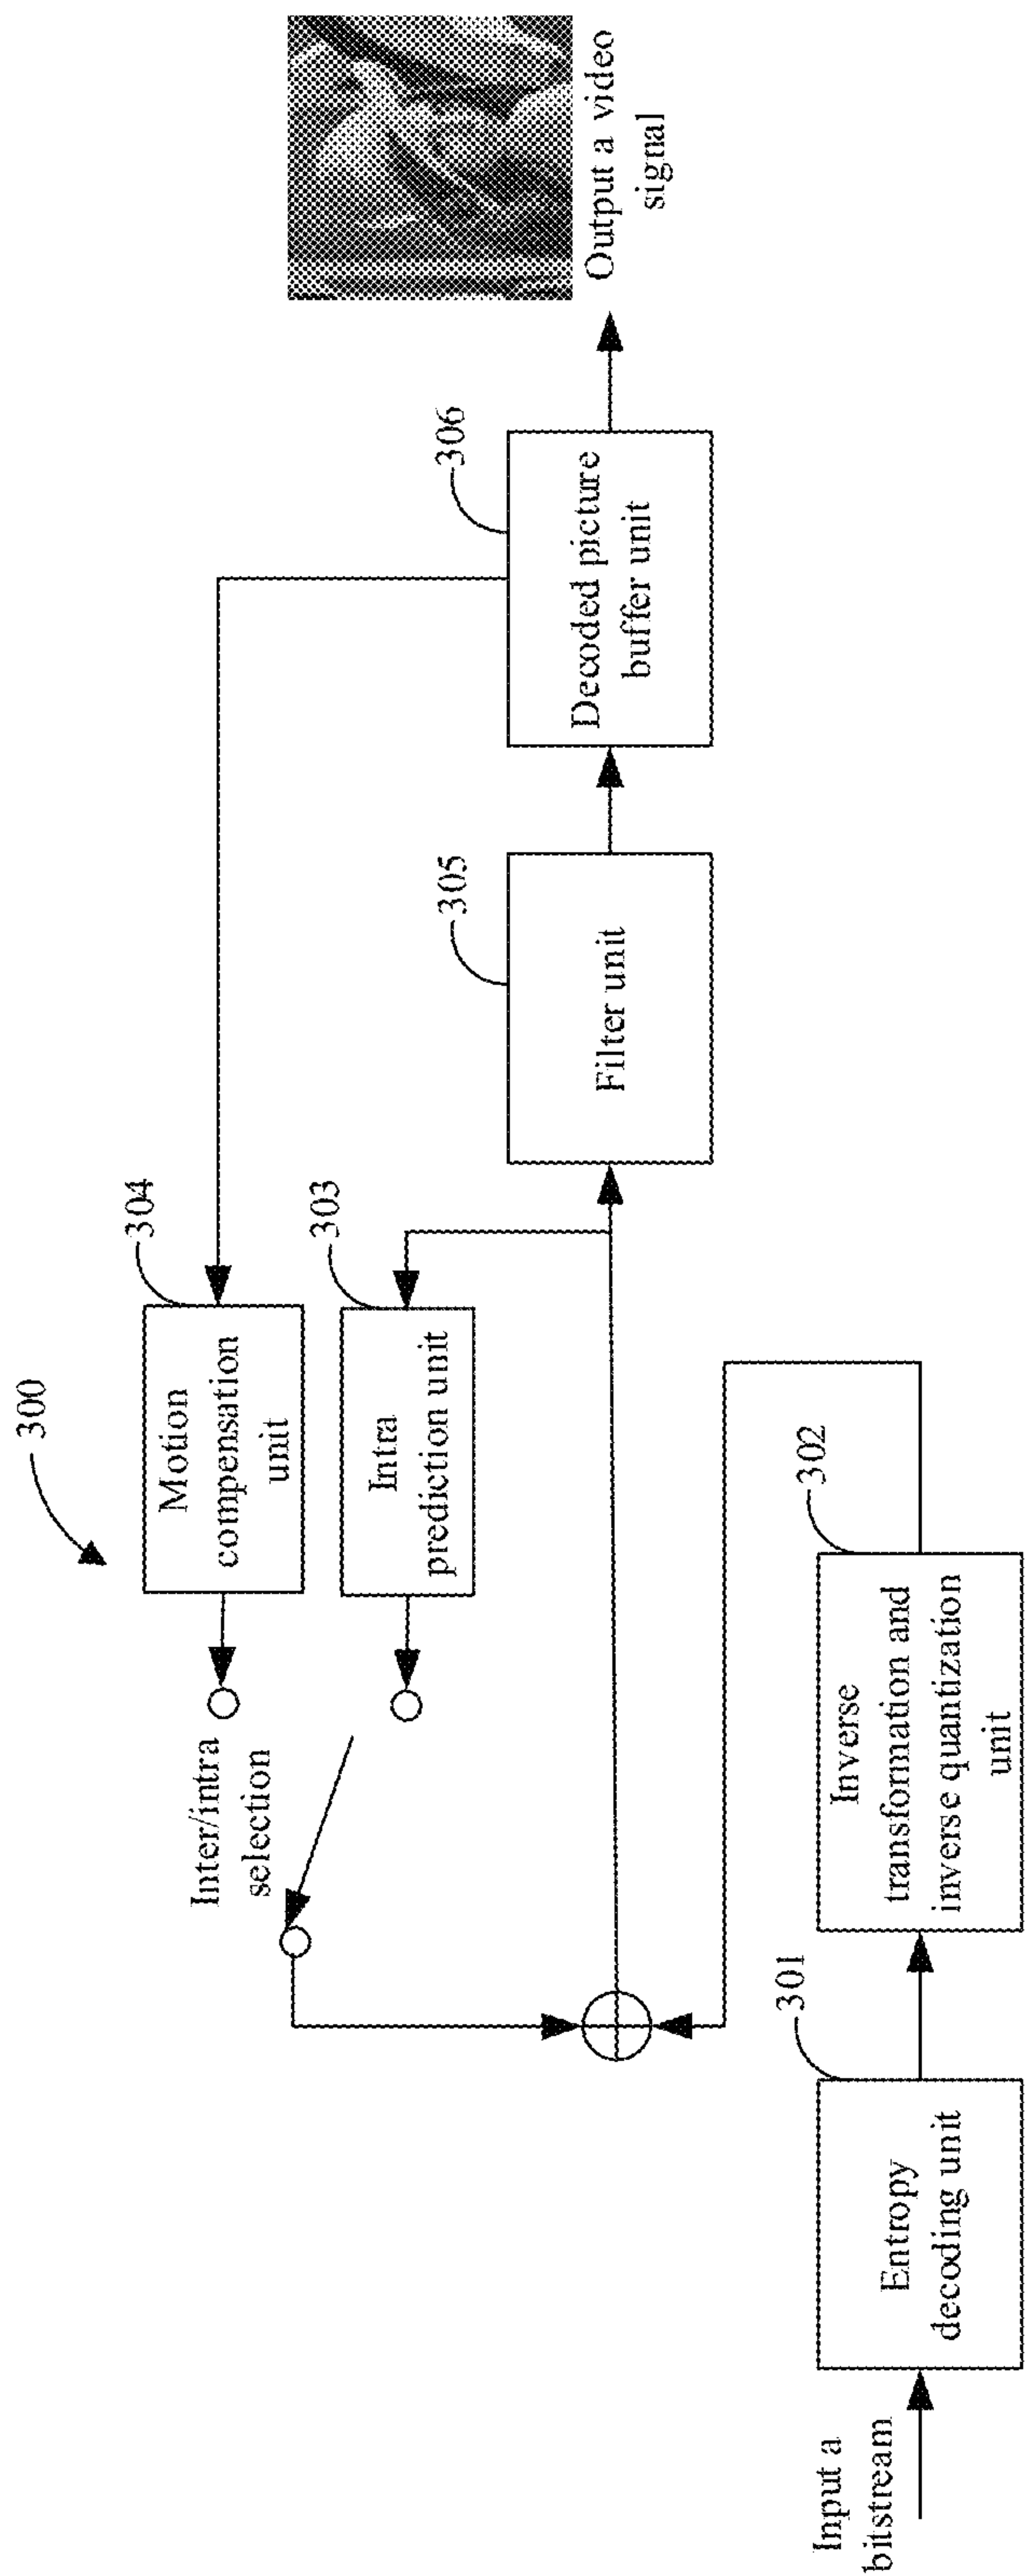 300
304
Motion
compensation
unit
303
Intra
prediction unit
Inter/intra
selection
306
Decoded picture
buffer unit
Output a video
signal
305
Filter unit
302
Inverse
transformation and
inverse quantization
unit
301
Entropy
decoding unit
Input a
bitstream